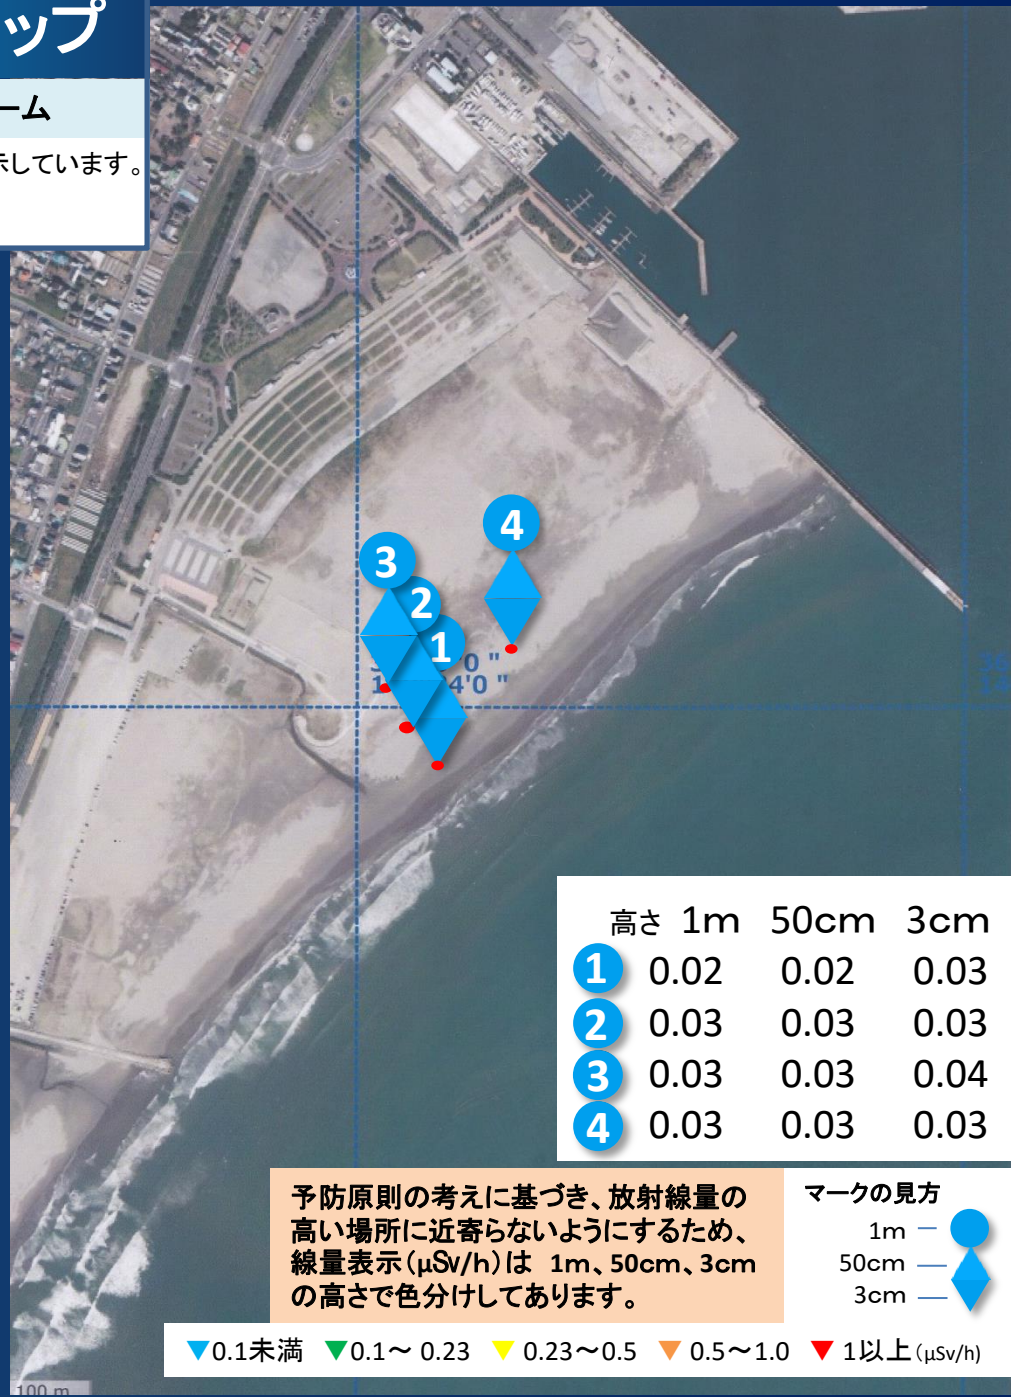 ップ
ーム
示しています。
3
4
2
1
0 "
4'0 "
36
高さ 1m 50cm 3cm
1 0.02 0.02 0.03
2 0.03 0.03 0.03
3 0.03 0.03 0.04
4 0.03 0.03 0.03
予防原則の考えに基づき、放射線量の
高い場所に近寄らないようにするため、
線量表示（μSv/h）は 1m、50cm、3cm
の高さで色分けしてあります。
マークの見方
1m
50cm
3cm
▼0.1未満 ▼0.1～ 0.23 ▼ 0.23～0.5 ▼ 0.5～1.0 ▼ 1以上（μSv/h)
100 m